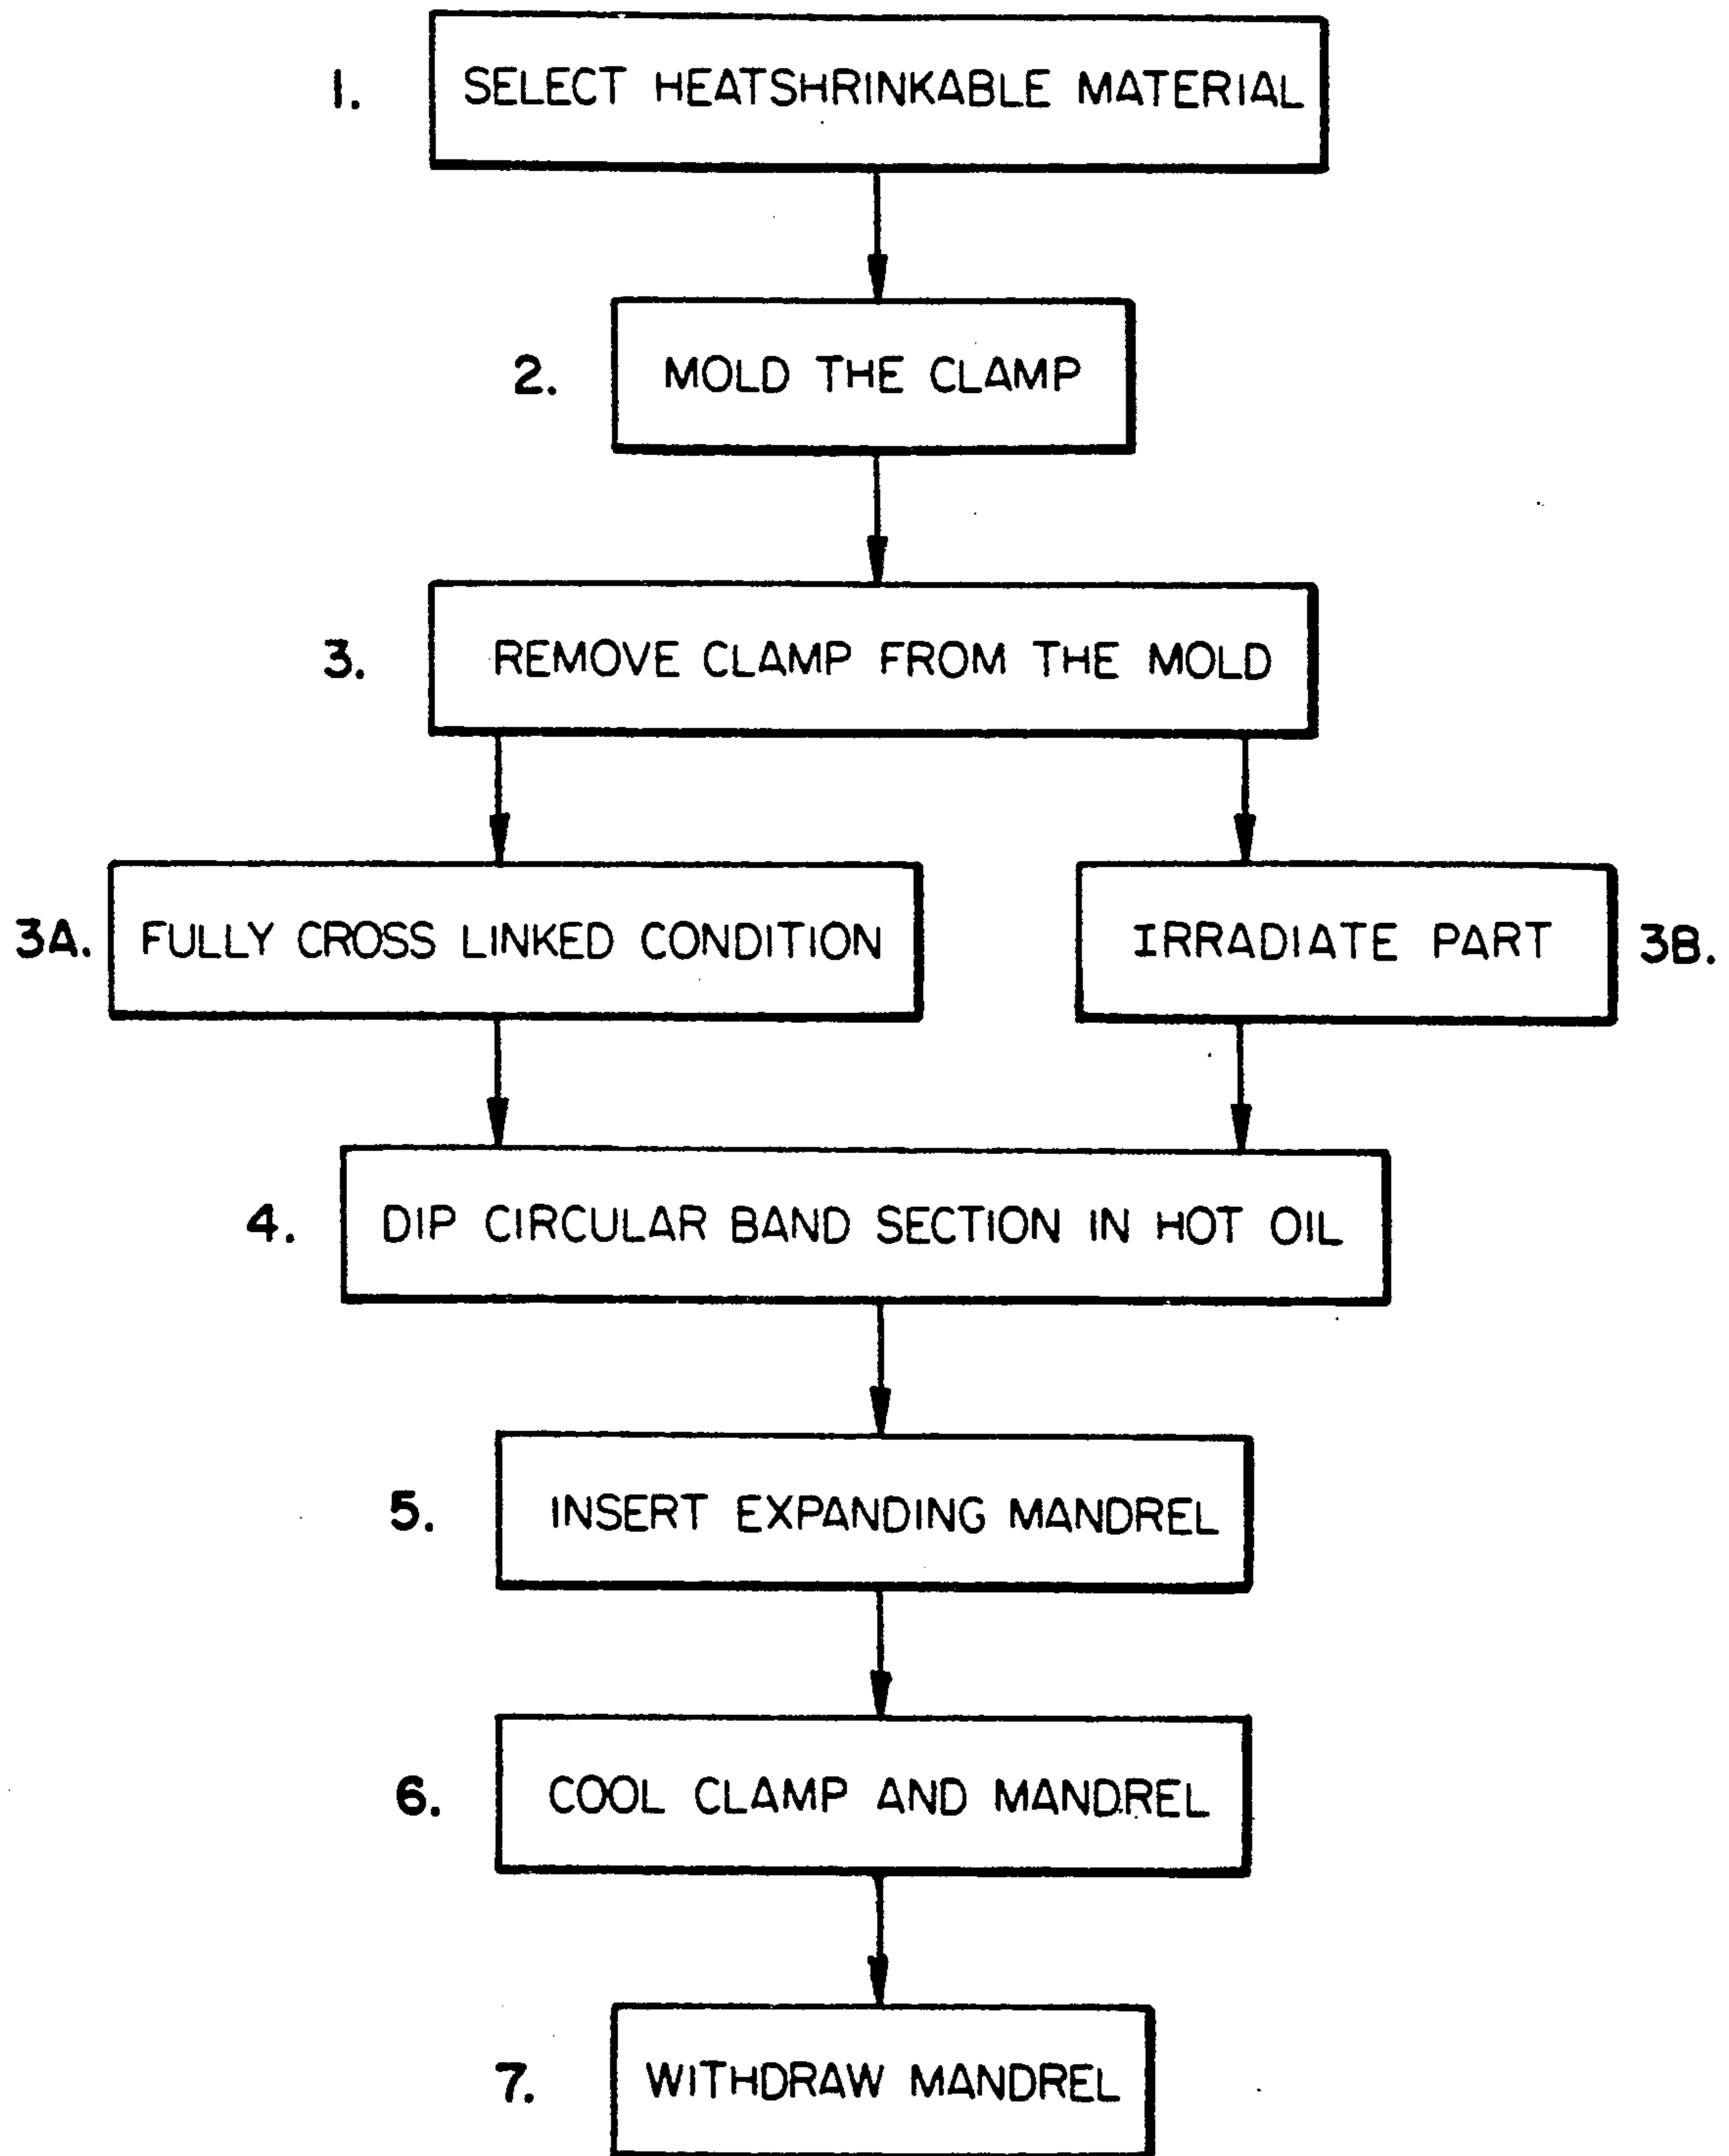 1. SELECT HEATSHRINKABLE MATERIAL
2. MOLD THE CLAMP
3. REMOVE CLAMP FROM THE MOLD
3A. FULLY CROSS LINKED CONDITION
IRRADIATE PART 3B.
4. DIP CIRCULAR BAND SECTION IN HOT OIL
5. INSERT EXPANDING MANDREL
6. COOL CLAMP AND MANDREL
7. WITHDRAW MANDREL